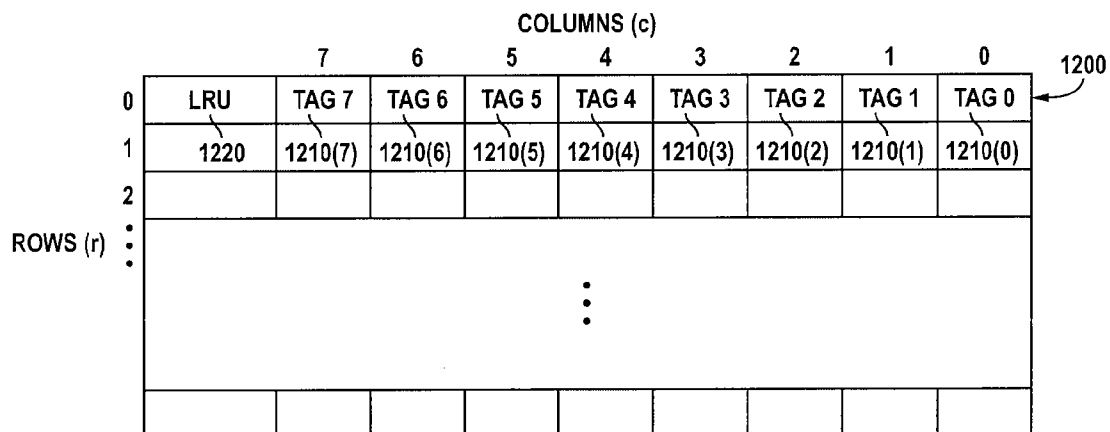 COLUMNS (c)
7 6 5 4 3 2 1 0
1200
0 LRU TAG 7 TAG 6 TAG 5 TAG 4 TAG 3 TAG 2 TAG 1 TAG 0
1 1220 1210(7) 1210(6) 1210(5) 1210(4) 1210(3) 1210(2) 1210(1) 1210(0)
2
ROWS (r)